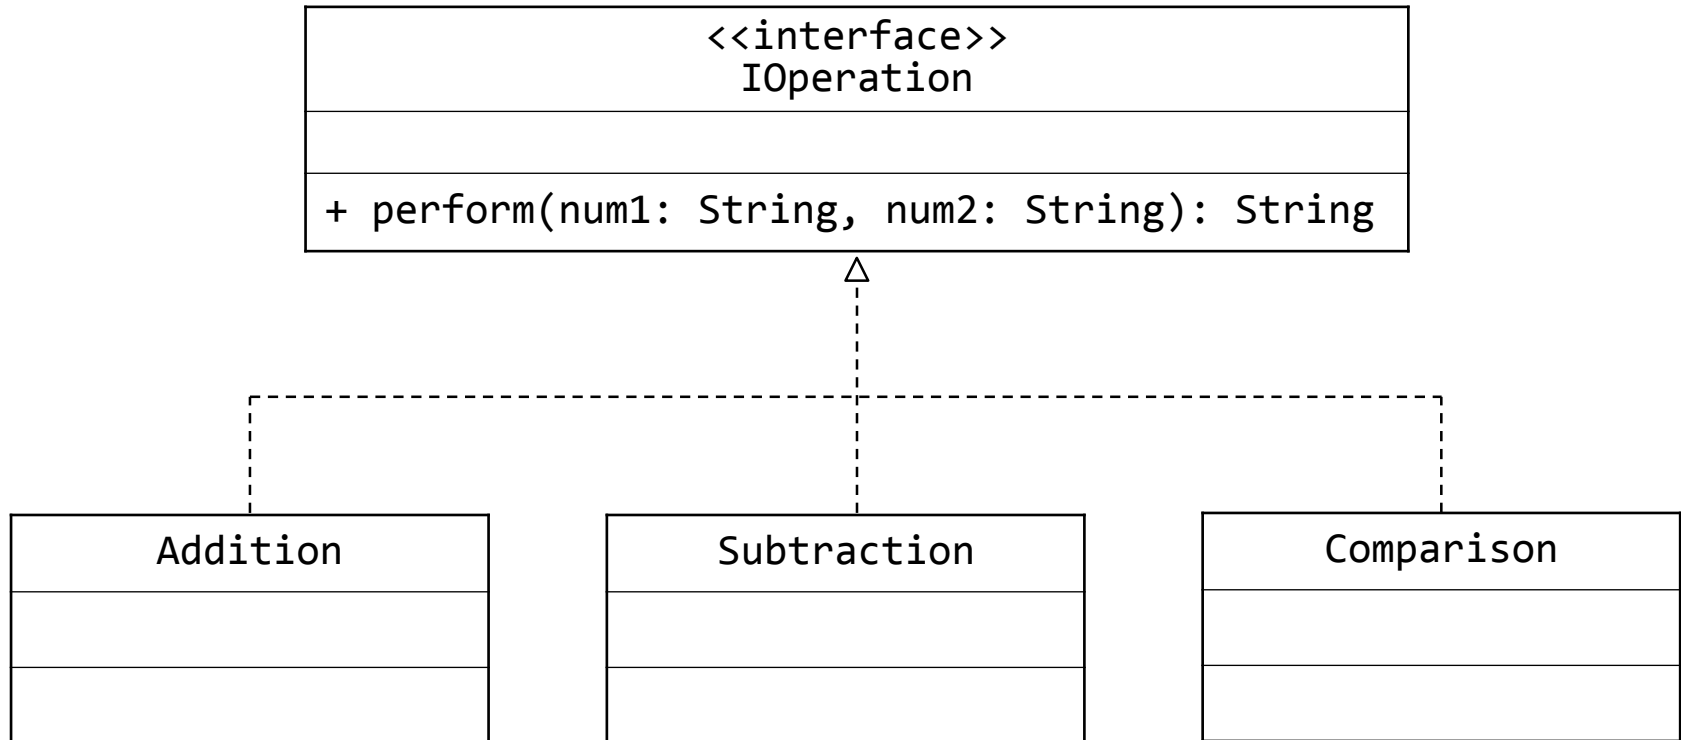 <<interface>>
IOperation
+ perform(num1: String, num2: String): String
Addition
Subtraction
Comparison